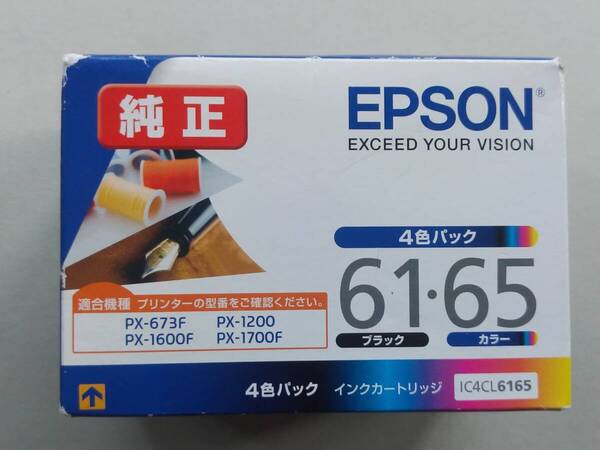 純正
EPSON®
EXCEED YOUR VISION
4色パック
61・65
ブラック カラー
適合機種 プリンターの型番をご確認ください。
PX-673F PX-1200
PX-1600F PX-1700F
4色パック インクカートリッジ IC4CL6165